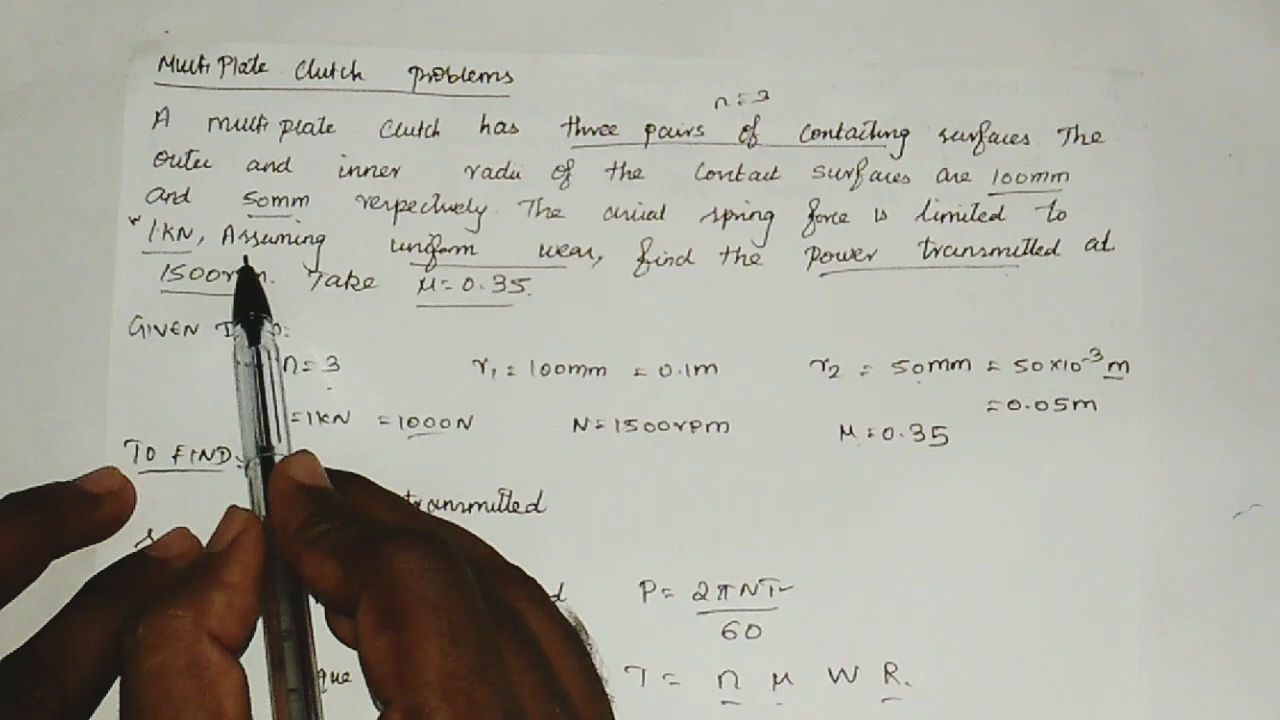 Multi Plate Clutch problems
n = 3
A multi plate clutch has three pairs of contacting surfaces The
outer and inner radii of the contact surfaces are 100mm
and 50mm respectively. The axial spring force is limited to
1KN, Assuming uniform wear, find the power transmitted at
1500 Take μ = 0.35.
GIVEN
n = 3 r₁ = 100mm = 0.1m r₂ = 50mm = 50×10⁻³ m
= 0.05m
= 1KN = 1000N N = 1500rpm μ = 0.35
TO FIND:
transmitted
P = 2πNT
60
T = n μ W R.